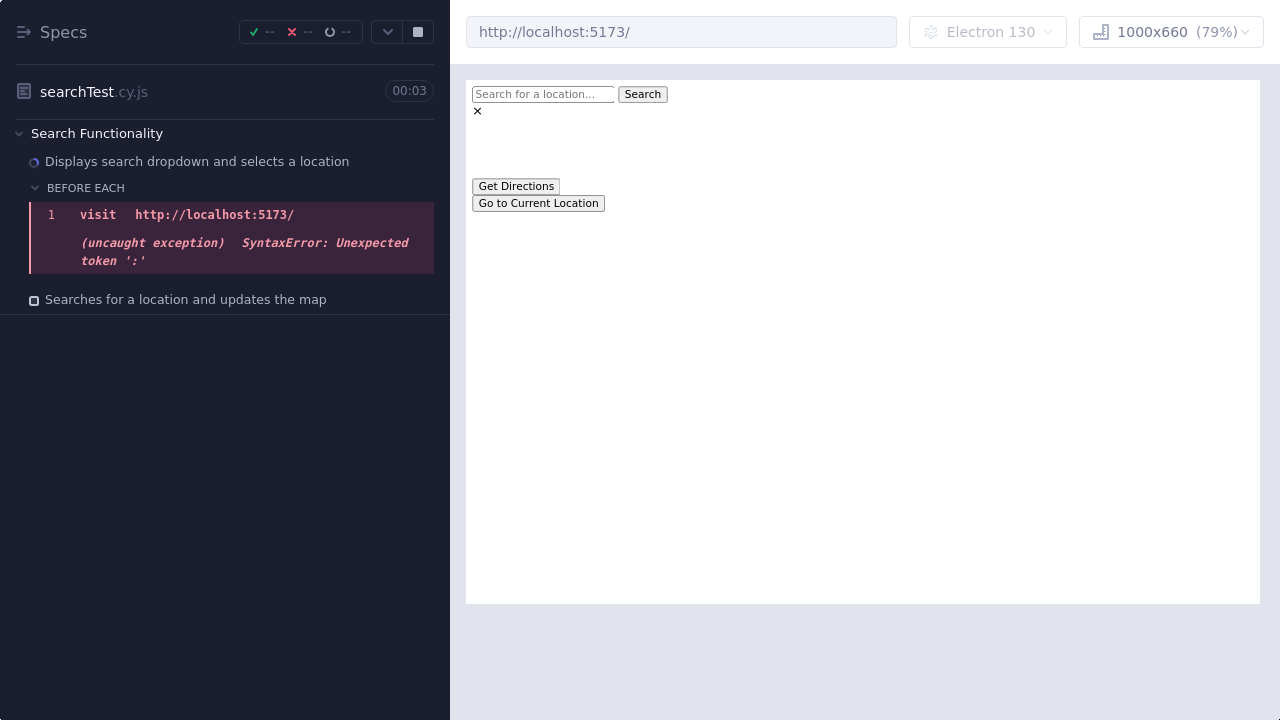 Specs
-- -- --
searchTest.cy.js
00:03
Search Functionality
Displays search dropdown and selects a location
BEFORE EACH
1 visit http://localhost:5173/
(uncaught exception) SyntaxError: Unexpected
token ':'
Searches for a location and updates the map
http://localhost:5173/
Electron 130
1000x660 (79%)
Search for a location...
Search
×
Get Directions
Go to Current Location